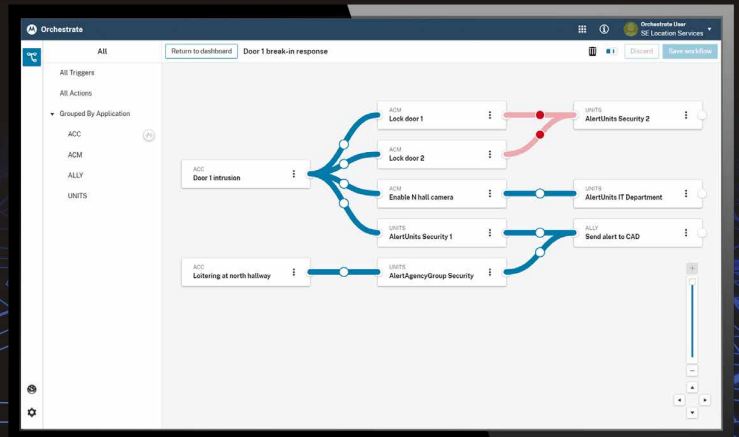 Orchestrate
Orchestrate User
SE Location Services
All
Return to dashboard
Door 1 break-in response
Discard
Save workflow
All Triggers
All Actions
Grouped By Application
ACC
ACM
ALLY
UNITS
ACC
Door 1 intrusion
ACC
Loitering at north hallway
ACM
Lock door 1
ACM
Lock door 2
ACM
Enable N hall camera
UNITS
AlertUnits Security 1
UNITS
AlertAgencyGroup Security
UNITS
AlertUnits Security 2
UNITS
AlertUnits IT Department
ALLY
Send alert to CAD